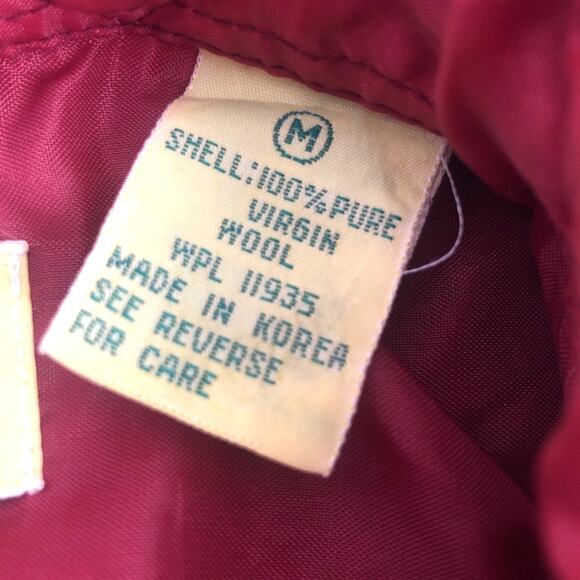 M
SHELL:100% PURE
VIRGIN
WOOL
WPL 11935
MADE IN KOREA
SEE REVERSE
FOR CARE